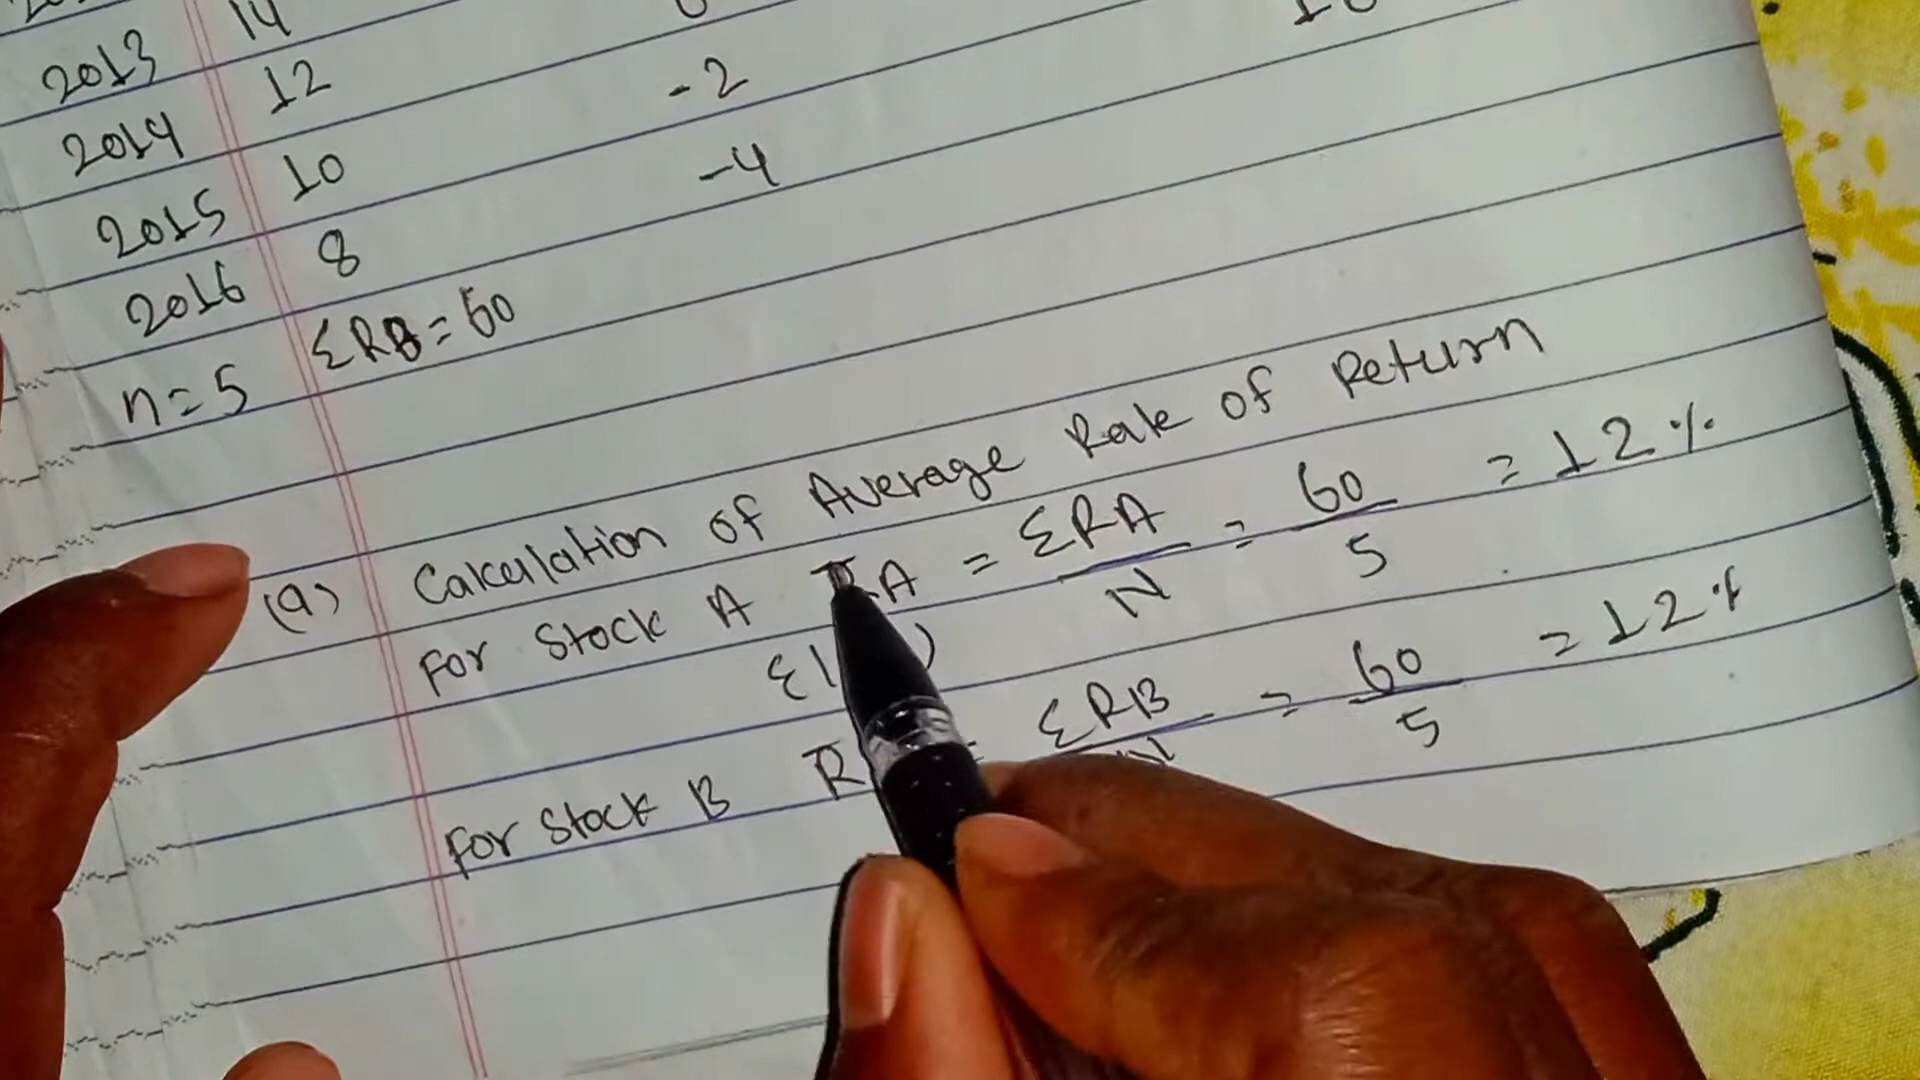 2013 14
2014 12 -2
2015 10 -4
2016 8
n=5 ΣRB=60
(a) Calculation of Average Rate of Return
For Stock A R̄A = ΣRA/N = 60/5 = 12%
For Stock B R̄ = ΣRB/N = 60/5 = 12%